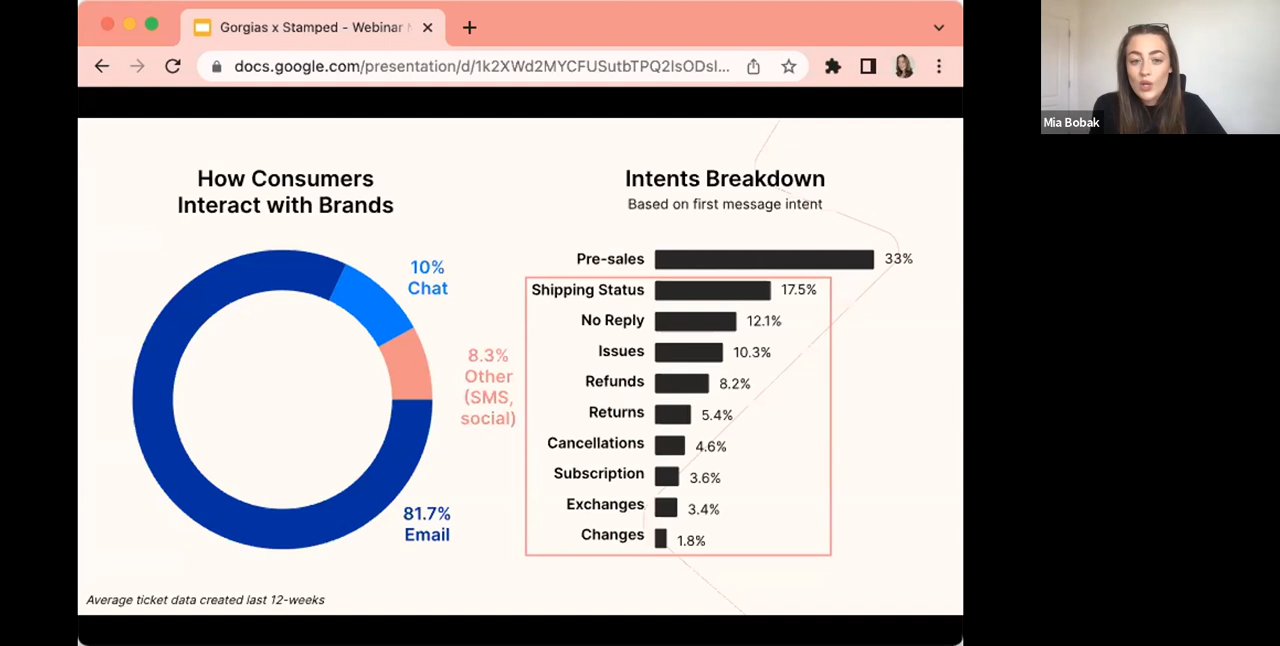 Gorgias x Stamped - Webinar
docs.google.com/presentation/d/1k2XWd2MYCFUSutbTPQ2IsODsI...
Mia Bobak
How Consumers
Interact with Brands
10%
Chat
8.3%
Other
(SMS,
social)
81.7%
Email
Intents Breakdown
Based on first message intent
Pre-sales 33%
Shipping Status 17.5%
No Reply 12.1%
Issues 10.3%
Refunds 8.2%
Returns 5.4%
Cancellations 4.6%
Subscription 3.6%
Exchanges 3.4%
Changes 1.8%
Average ticket data created last 12-weeks